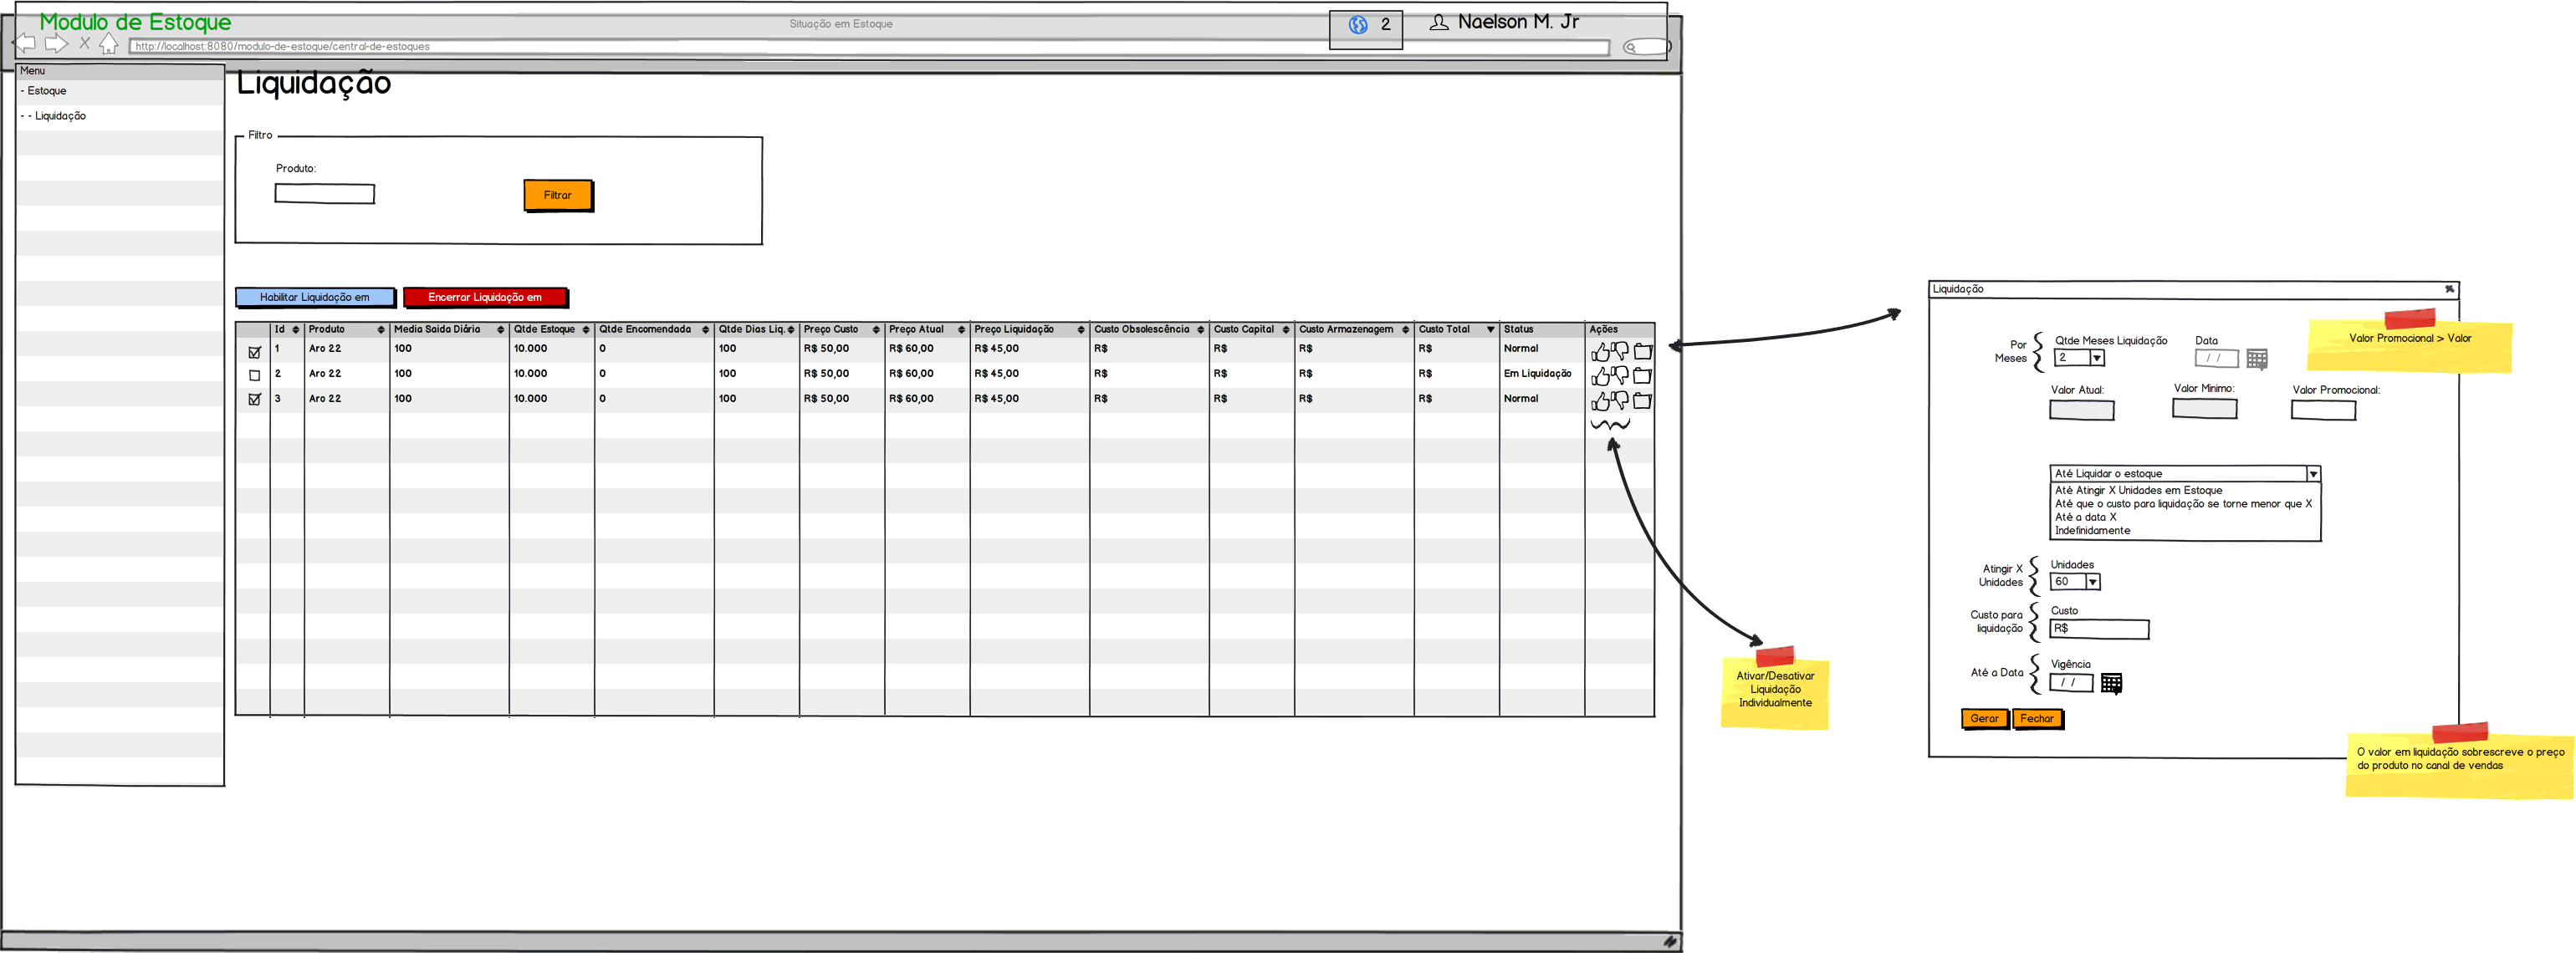 Modulo de Estoque
Situação em Estoque
2
Naelson M. Jr
http://localhost:8080/modulo-de-estoque/central-de-estoques
Menu
- Estoque
- - Liquidação
Liquidação
Filtro
Produto:
Filtrar
Habilitar Liquidação em
Encerrar Liquidação em
Id Produto Media Saida Diária Qtde Estoque Qtde Encomendada Qtde Dias Liq. Preço Custo Preço Atual Preço Liquidação Custo Obsolescência Custo Capital Custo Armazenagem Custo Total Status Ações
1 Aro 22 100 10.000 0 100 R$ 50,00 R$ 60,00 R$ 45,00 R$ R$ R$ R$ Normal
2 Aro 22 100 10.000 0 100 R$ 50,00 R$ 60,00 R$ 45,00 R$ R$ R$ R$ Em Liquidação
3 Aro 22 100 10.000 0 100 R$ 50,00 R$ 60,00 R$ 45,00 R$ R$ R$ R$ Normal
Ativar/Desativar
Liquidação
Individualmente
Liquidação
Valor Promocional > Valor
Por
Meses
Qtde Meses Liquidação
2
Data
/ /
Valor Atual:
Valor Minimo:
Valor Promocional:
Até Liquidar o estoque
Até Atingir X Unidades em Estoque
Até que o custo para liquidação se torne menor que X
Até a data X
Indefinidamente
Atingir X
Unidades
Unidades
60
Custo para
liquidação
Custo
R$
Até a Data
Vigência
/ /
Gerar
Fechar
O valor em liquidação sobrescreve o preço
do produto no canal de vendas